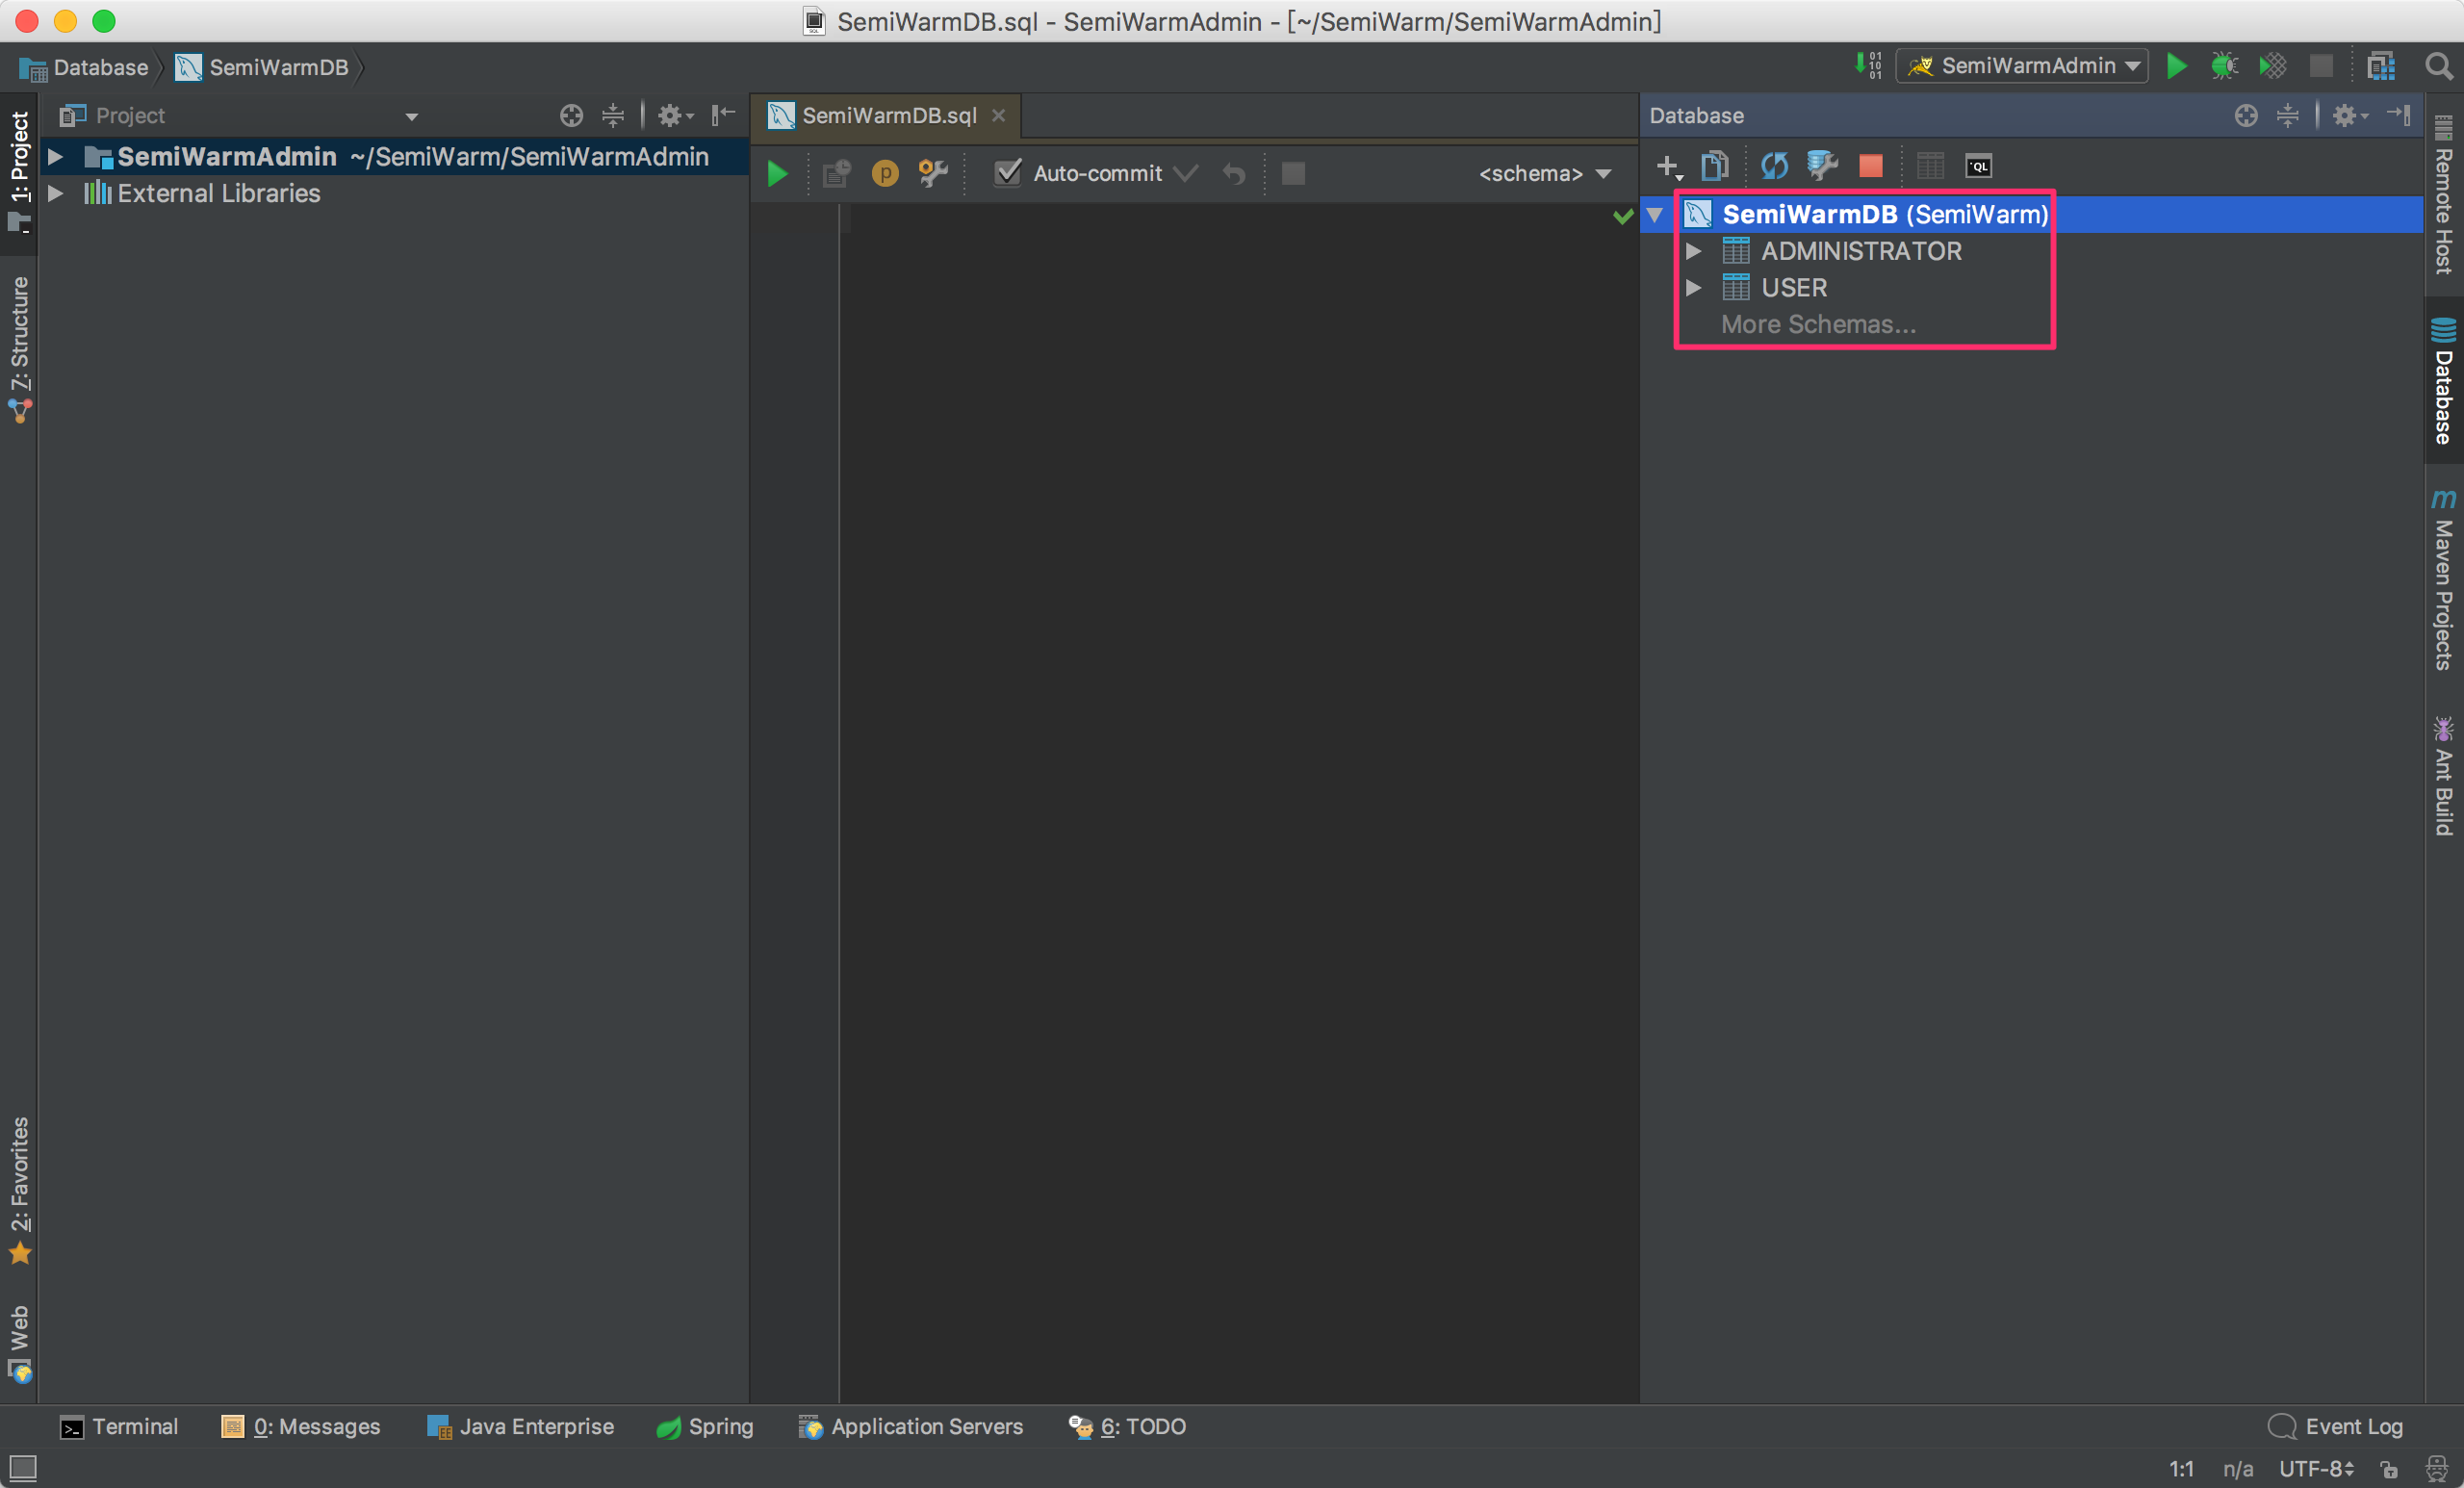 SemiWarmDB.sql - SemiWarmAdmin - [~/SemiWarm/SemiWarmAdmin]
Database SemiWarmDB SemiWarmAdmin
1: Project
7: Structure
2: Favorites
Web
Project
SemiWarmAdmin ~/SemiWarm/SemiWarmAdmin
External Libraries
SemiWarmDB.sql
Auto-commit <schema>
Database
SemiWarmDB (SemiWarm)
ADMINISTRATOR
USER
More Schemas...
Remote Host
Database
Maven Projects
Ant Build
Terminal 0: Messages Java Enterprise Spring Application Servers 6: TODO Event Log
1:1 n/a UTF-8